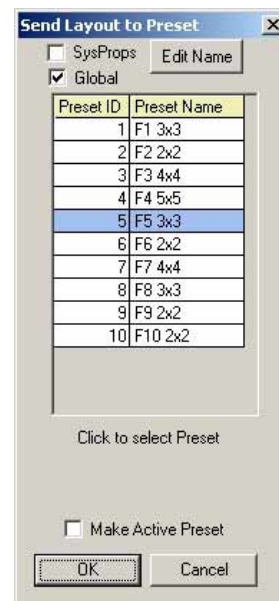 Send Layout to Preset
SysProps
Edit Name
Global
Preset ID Preset Name
1 F1 3x3
2 F2 2x2
3 F3 4x4
4 F4 5x5
5 F5 3x3
6 F6 2x2
7 F7 4x4
8 F8 3x3
9 F9 2x2
10 F10 2x2
Click to select Preset
Make Active Preset
OK Cancel